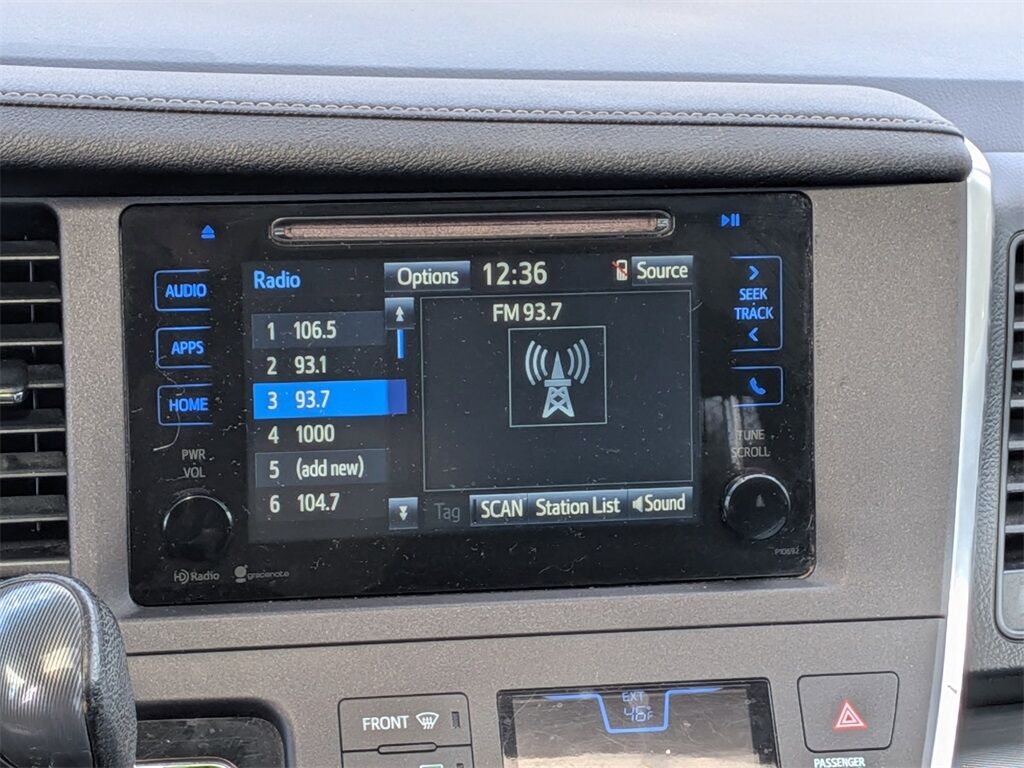 AUDIO
APPS
HOME
PWR
VOL
HD Radio
gracenote
Radio
Options
12:36
Source
1 106.5
2 93.1
3 93.7
4 1000
5 (add new)
6 104.7
FM 93.7
Tag
SCAN
Station List
Sound
SEEK
TRACK
TUNE
SCROLL
P10692
FRONT
EXT
46°F
PASSENGER